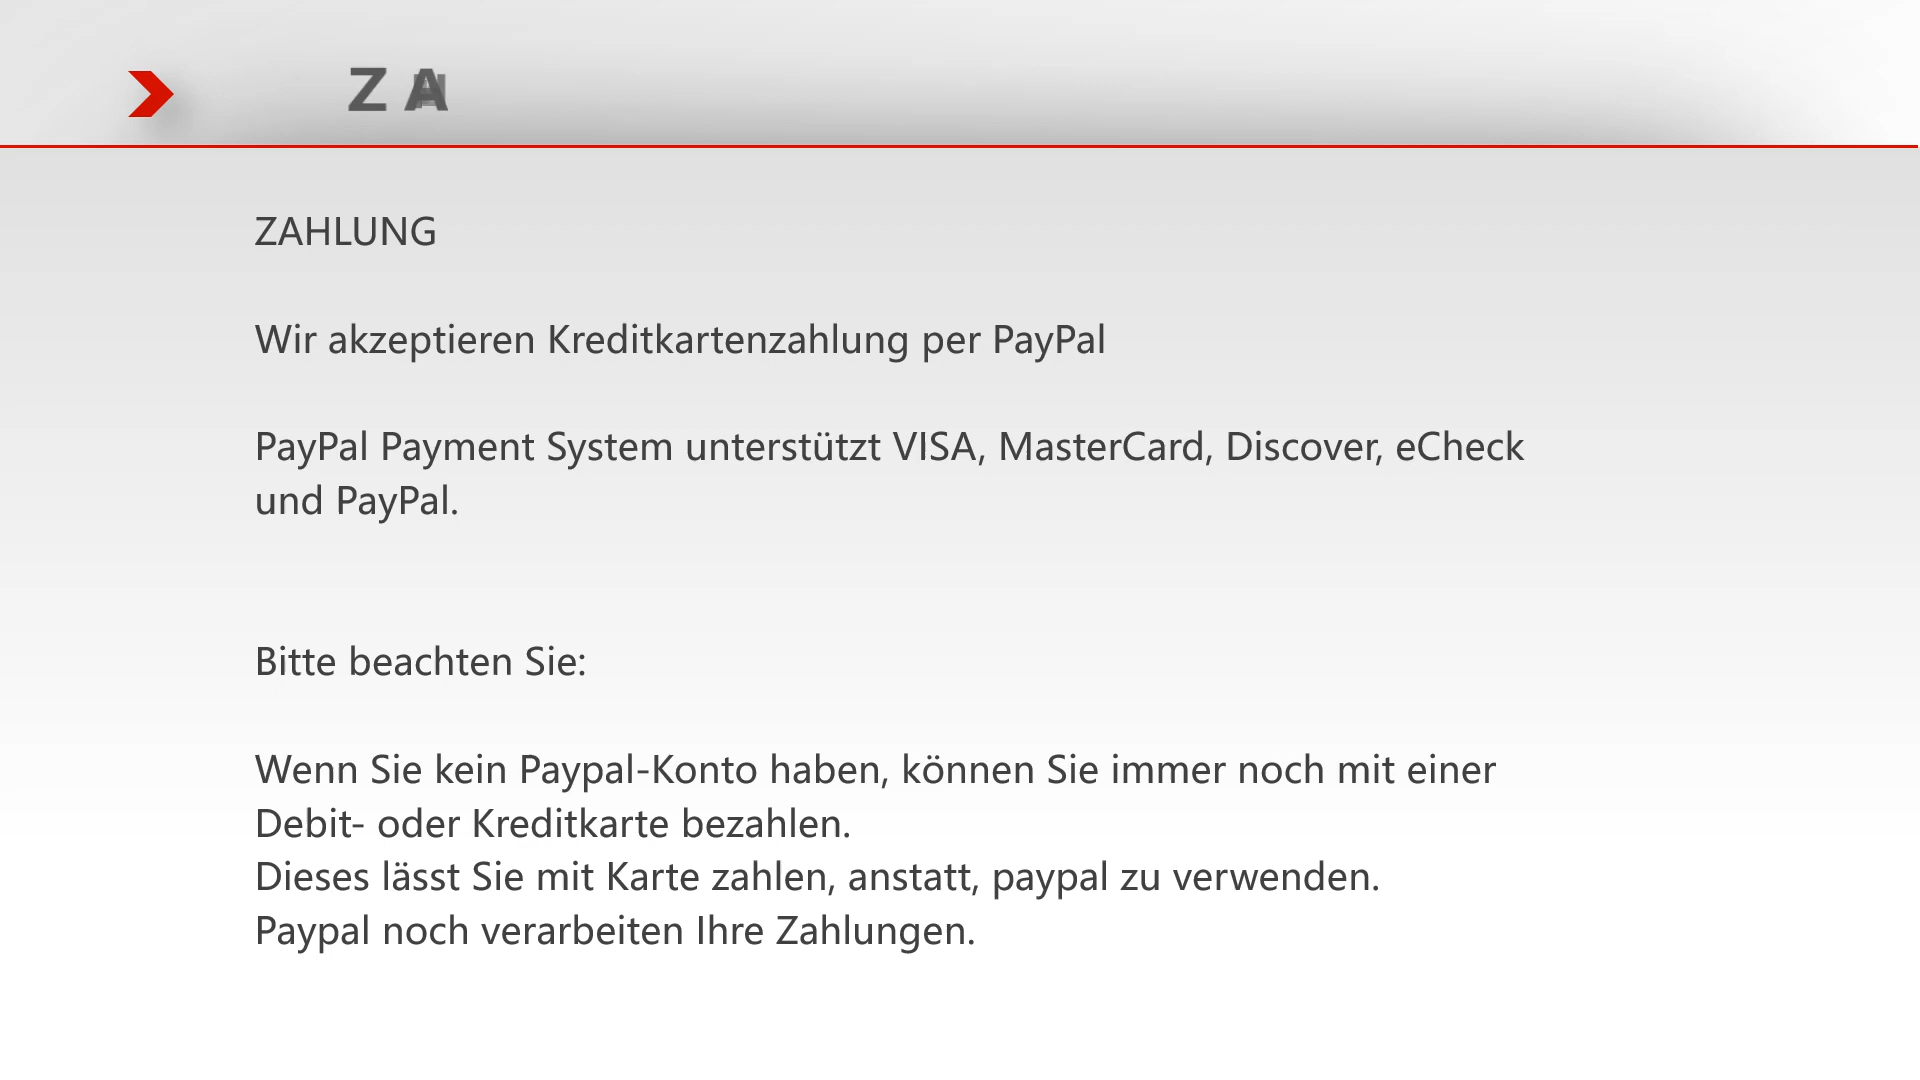 ZA
ZAHLUNG
Wir akzeptieren Kreditkartenzahlung per PayPal
PayPal Payment System unterstützt VISA, MasterCard, Discover, eCheck
und PayPal.
Bitte beachten Sie:
Wenn Sie kein Paypal-Konto haben, können Sie immer noch mit einer
Debit- oder Kreditkarte bezahlen.
Dieses lässt Sie mit Karte zahlen, anstatt, paypal zu verwenden.
Paypal noch verarbeiten Ihre Zahlungen.